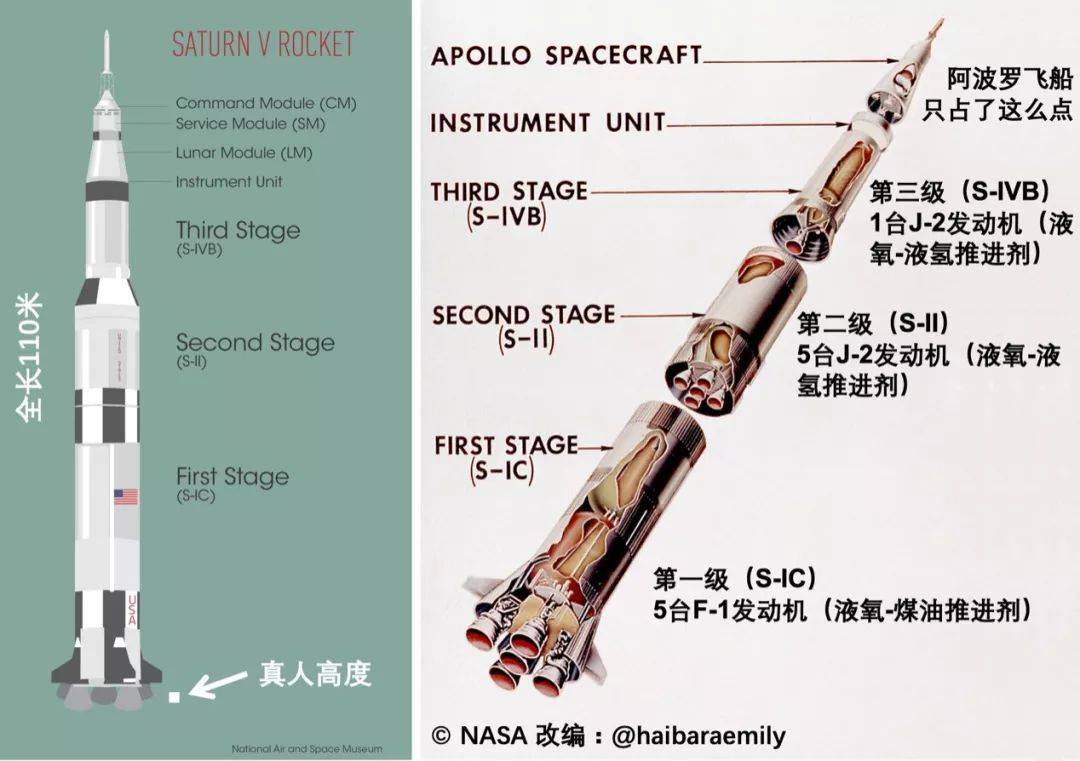 SATURN V ROCKET
Command Module (CM)
Service Module (SM)
Lunar Module (LM)
Instrument Unit
Third Stage
(S-IVB)
Second Stage
(S-II)
First Stage
(S-IC)
全长110米
USA
真人高度
National Air and Space Museum
APOLLO SPACECRAFT
阿波罗飞船
只占了这么点
INSTRUMENT UNIT
THIRD STAGE
(S-IVB)
第三级（S-IVB）
1台J-2发动机（液
氧-液氢推进剂）
SECOND STAGE
(S-II)
第二级（S-II）
5台J-2发动机（液氧-液
氢推进剂）
FIRST STAGE
(S-IC)
第一级（S-IC）
5台F-1发动机（液氧-煤油推进剂）
© NASA 改编：@haibaraemily